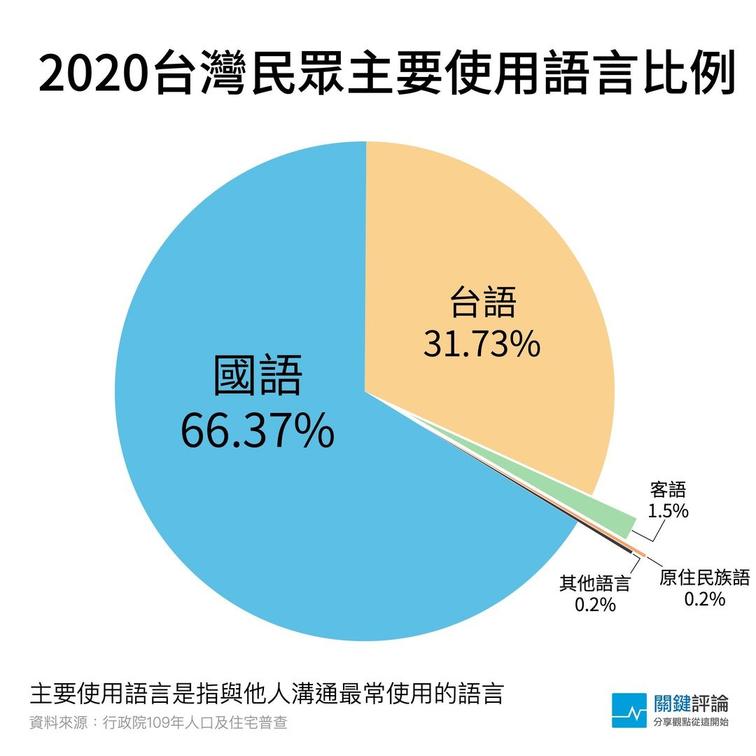 2020台灣民眾主要使用語言比例
台語
31.73%
國語
66.37%
客語
1.5%
原住民族語
0.2%
其他語言
0.2%
主要使用語言是指與他人溝通最常使用的語言
資料來源：行政院109年人口及住宅普查
關鍵評論
分享觀點從這開始